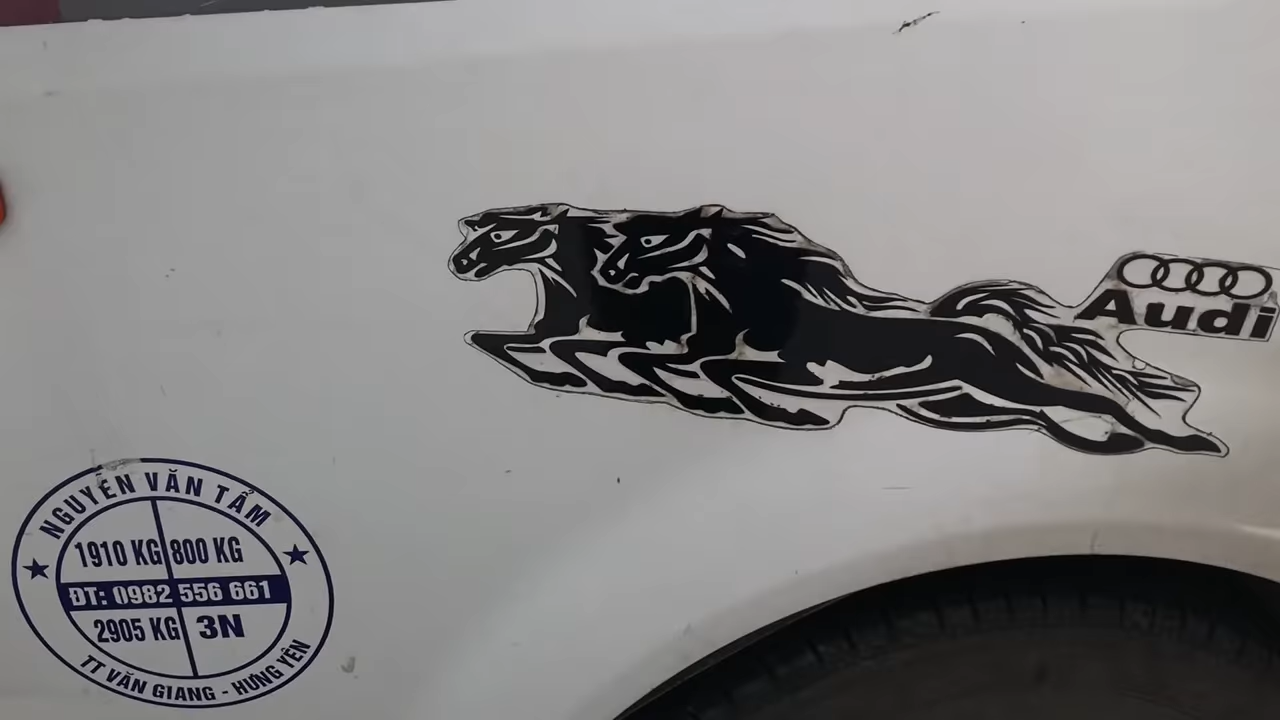 Audi
NGUYỄN VĂN TẨM
1910 KG 800 KG
ĐT: 0982 556 661
2905 KG 3N
TT VĂN GIANG - HƯNG YÊN